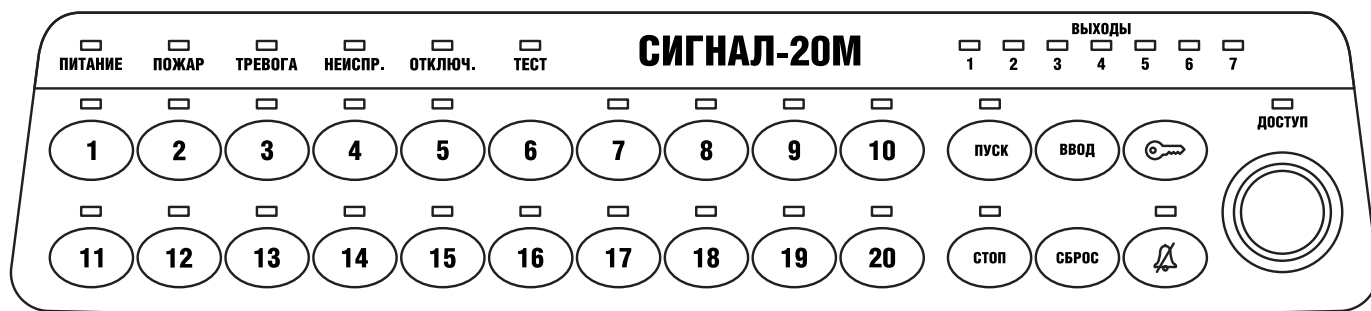 ВЫХОДЫ
ПИТАНИЕ ПОЖАР ТРЕВОГА НЕИСПР. ОТКЛЮЧ. ТЕСТ СИГНАЛ-20М 1 2 3 4 5 6 7
ДОСТУП
1 2 3 4 5 6 7 8 9 10 ПУСК ВВОД
11 12 13 14 15 16 17 18 19 20 СТОП СБРОС